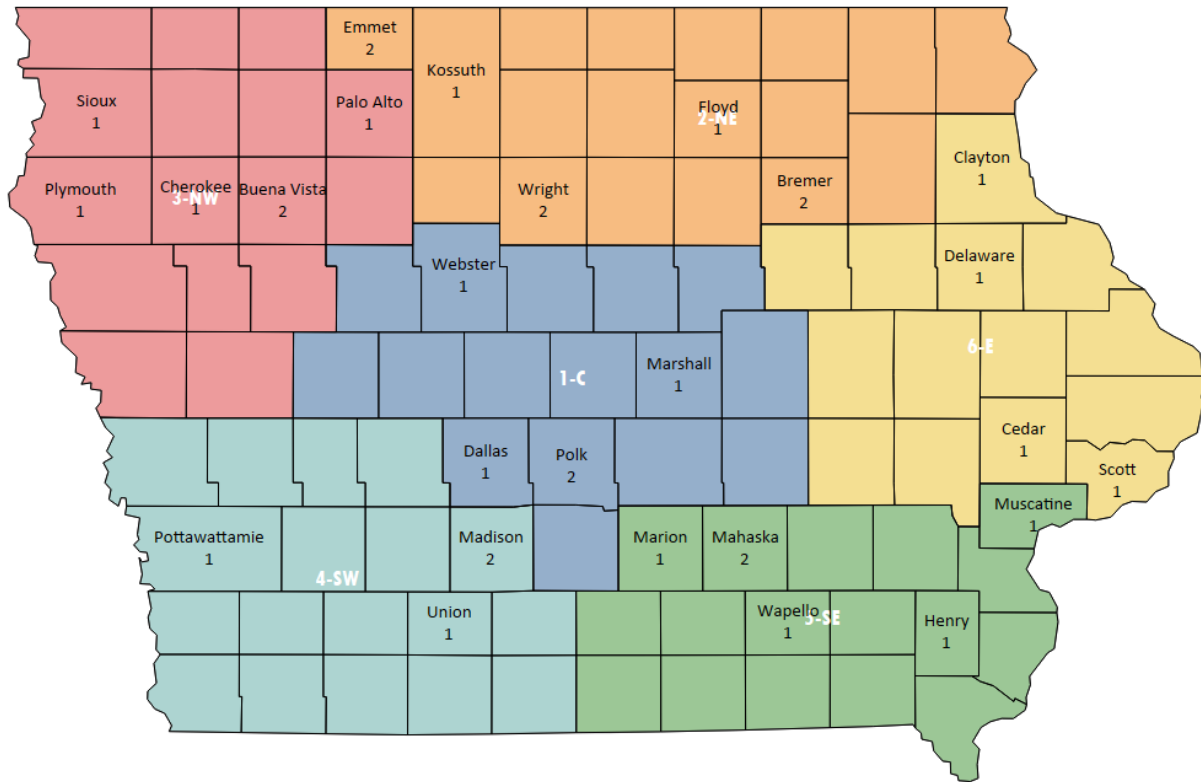 Emmet
2
Kossuth
1
Sioux
1
Palo Alto
1
Floyd
2-NE
1
Clayton
1
Plymouth
1
Cherokee
3-NW
1
Buena Vista
2
Wright
2
Bremer
2
Webster
1
Delaware
1
6-E
Marshall
1
1-C
Dallas
1
Polk
2
Cedar
1
Scott
1
Muscatine
1
Pottawattamie
1
4-SW
Madison
2
Marion
1
Mahaska
2
Union
1
Wapello
5-SE
1
Henry
1